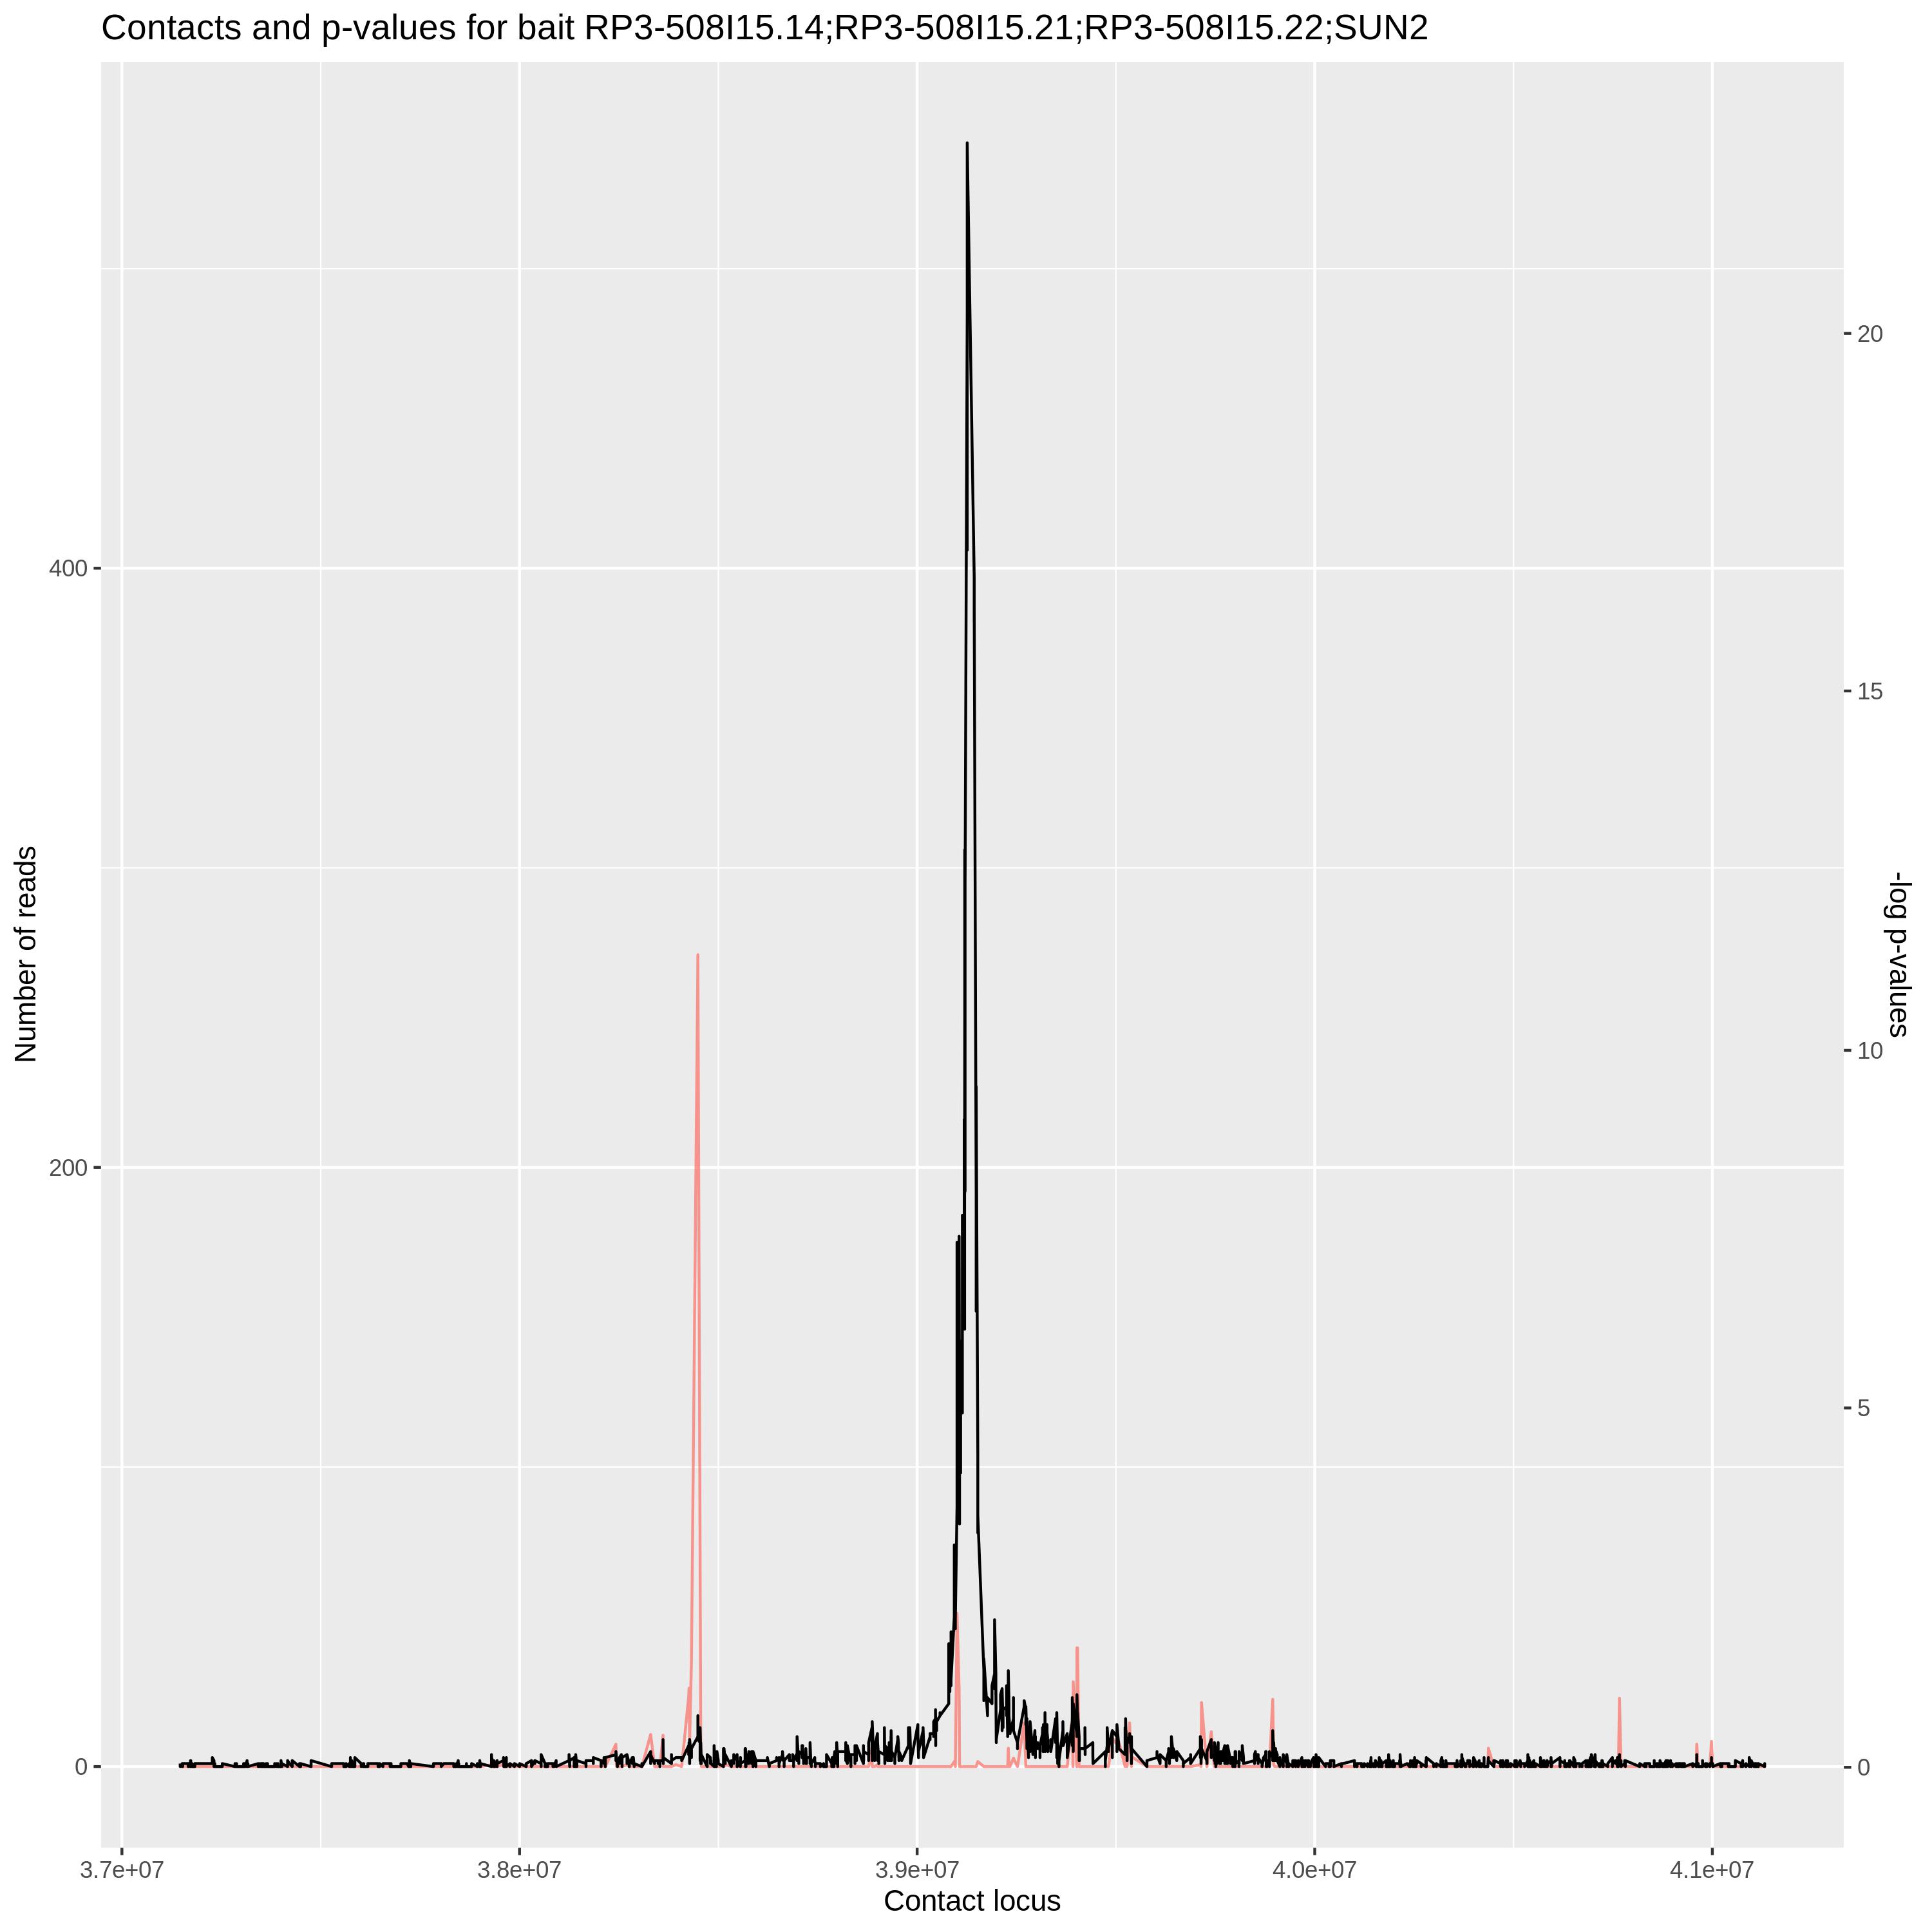 Contacts and p-values for bait RP3-508I15.14;RP3-508I15.21;RP3-508I15.22;SUN2
Number of reads
400
200
0
20
15
10
5
0
-log p-values
3.7e+07
3.8e+07
3.9e+07
4.0e+07
4.1e+07
Contact locus